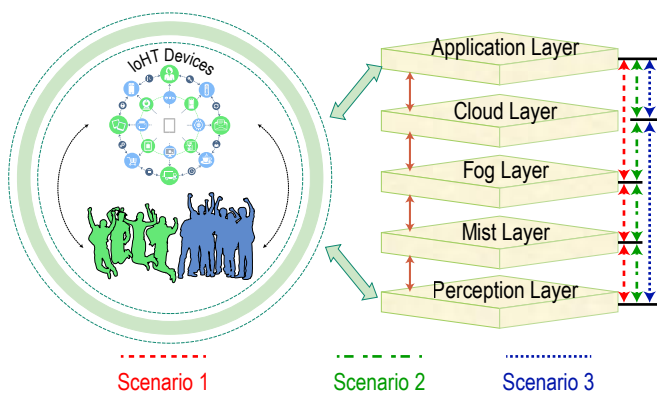 IoHT Devices
Application Layer
Cloud Layer
Fog Layer
Mist Layer
Perception Layer
Scenario 1
Scenario 2
Scenario 3